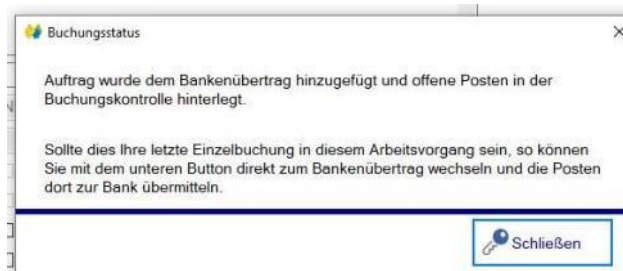 Buchungsstatus
Auftrag wurde dem Bankenübertrag hinzugefügt und offene Posten in der
Buchungskontrolle hinterlegt.
Sollte dies Ihre letzte Einzelbuchung in diesem Arbeitsvorgang sein, so können
Sie mit dem unteren Button direkt zum Bankenübertrag wechseln und die Posten
dort zur Bank übermitteln.
Schließen